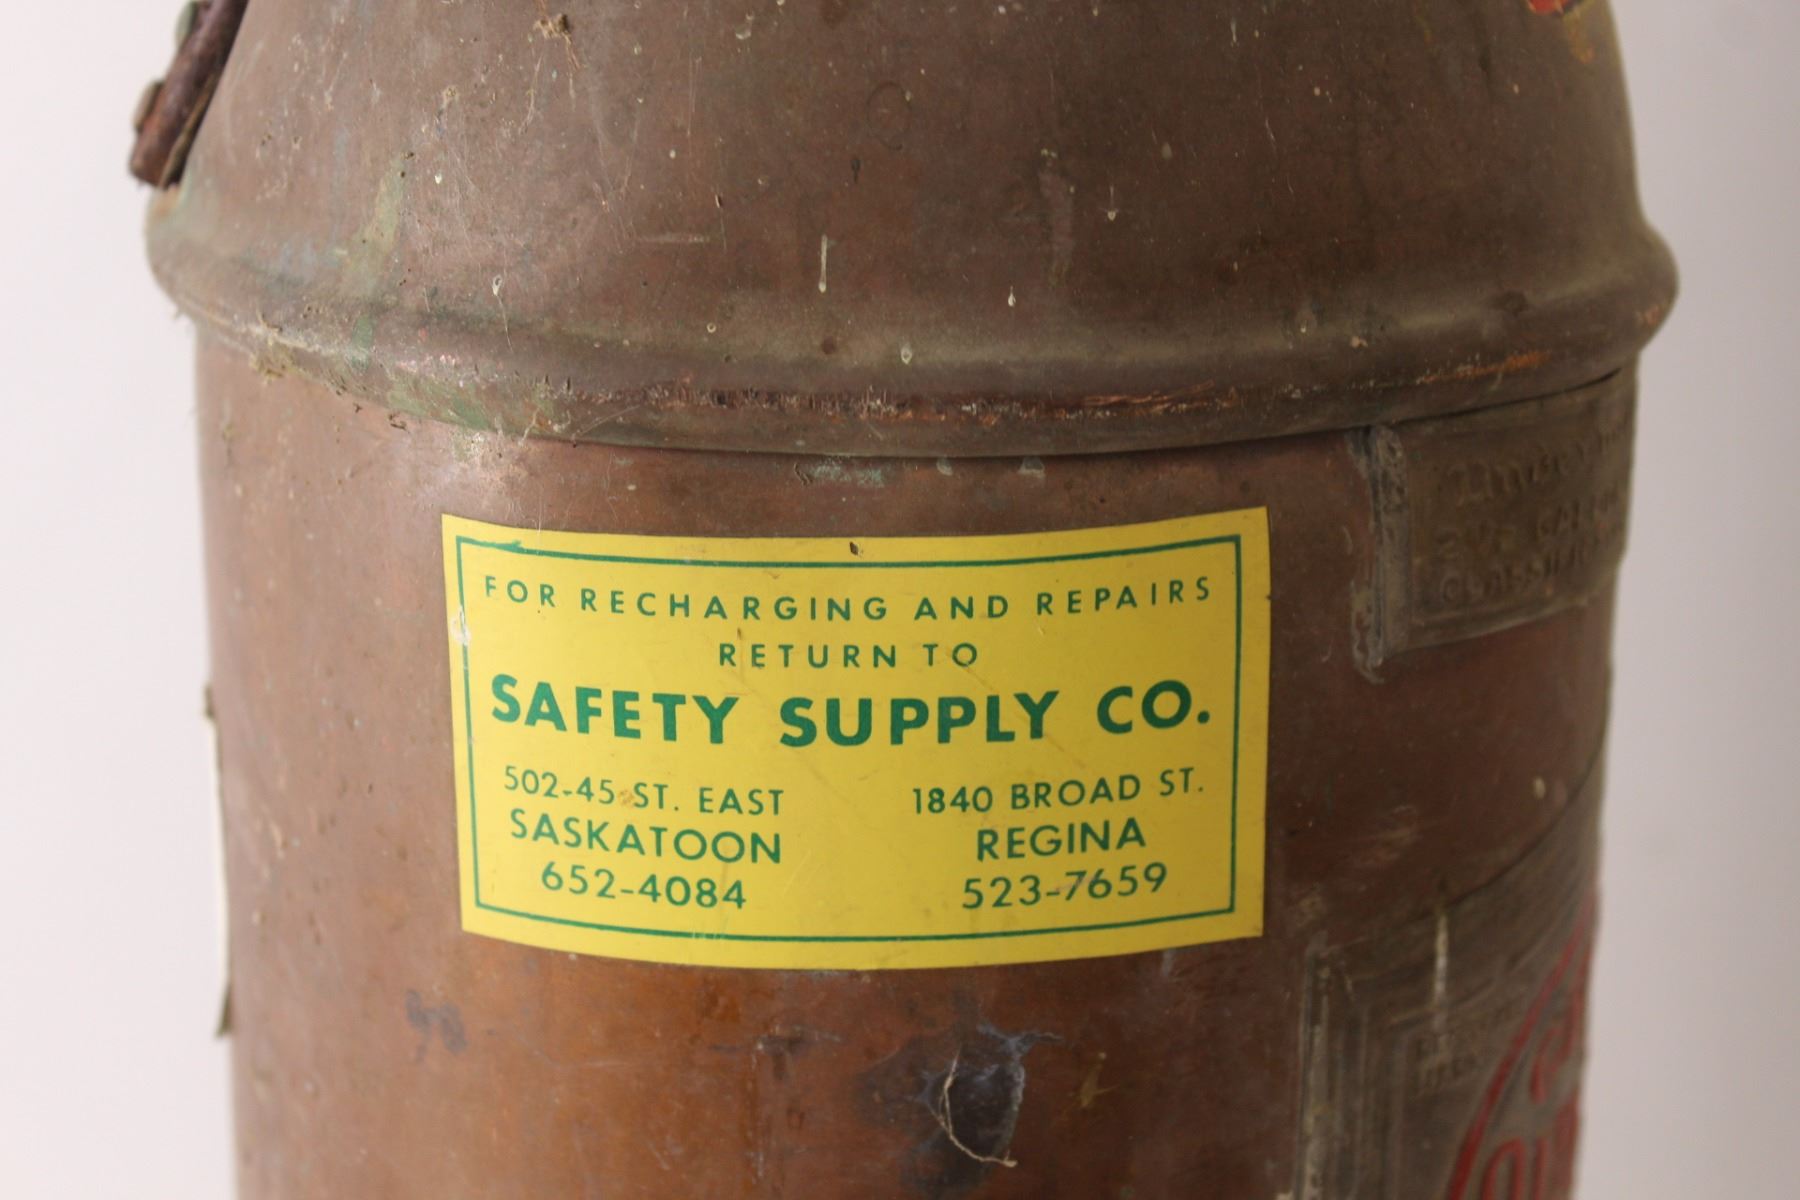 FOR RECHARGING AND REPAIRS
RETURN TO
SAFETY SUPPLY CO.
502-45 ST. EAST
SASKATOON
652-4084
1840 BROAD ST.
REGINA
523-7659